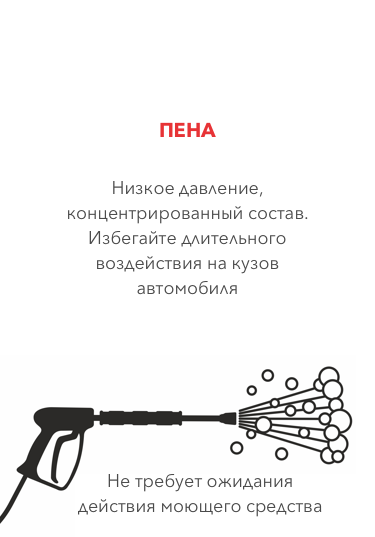 ПЕНА
Низкое давление,
концентрированный состав.
Избегайте длительного
воздействия на кузов
автомобиля
Не требует ожидания
действия моющего средства